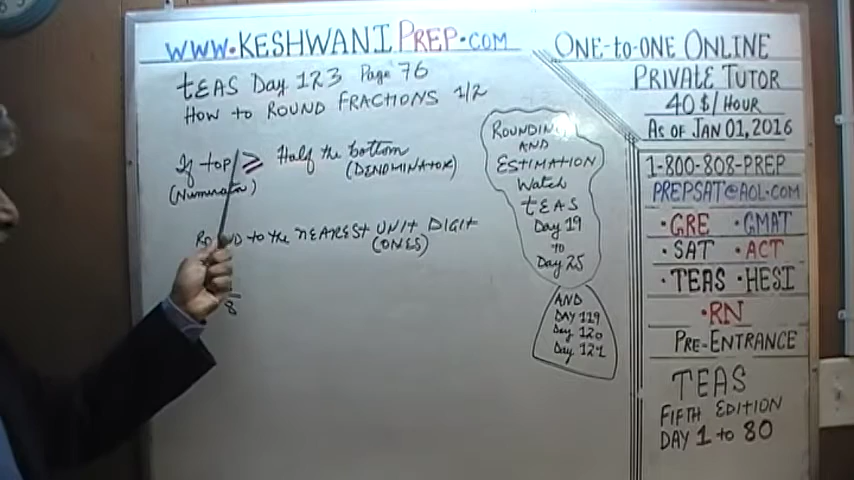 WWW.KESHWANIPREP.COM
TEAS Day 123 Page 76
HOW to ROUND FRACTIONS 1/2
If top ≥ Half the bottom
(Numerator) (DENOMINATOR)
to the NEAREST UNIT DIGIT
(ONES)
8
ROUNDING
AND
ESTIMATION
Watch
TEAS
Day 19
to
Day 25
AND
DAY 119
Day 120
Day 121
ONE-to-ONE ONLINE
PRIVATE TUTOR
40 $/HOUR
AS OF JAN 01, 2016
1-800-808-PREP
PREPSAT@AOL.COM
•GRE •GMAT
•SAT •ACT
•TEAS •HESI
•RN
PRE-ENTRANCE
TEAS
FIFTH EDITION
DAY 1 to 80